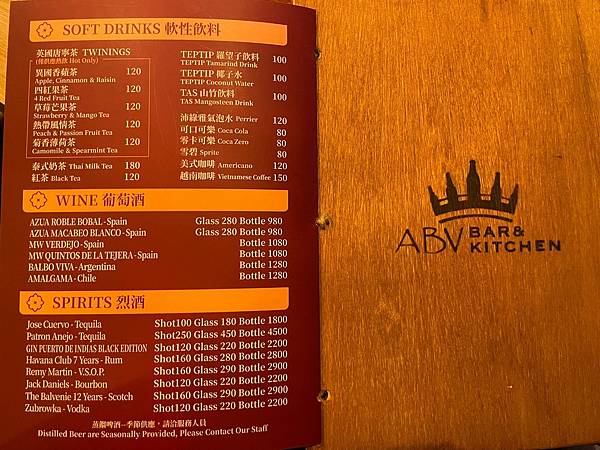 SOFT DRINKS 軟性飲料
英國唐寧茶 TWININGS
(僅供應熱飲 Hot Only)
異國香蘋茶 120
Apple, Cinnamon & Raisin
四紅果茶 120
4 Red Fruit Tea
草莓芒果茶 120
Strawberry & Mango Tea
熱帶風情茶 120
Peach & Passion Fruit Tea
菊香薄荷茶 120
Camomile & Spearmint Tea
泰式奶茶 Thai Milk Tea 180
紅茶 Black Tea 120
TEPTIP 羅望子飲料 100
TEPTIP Tamarind Drink
TEPTIP 椰子水 100
TEPTIP Coconut Water
TAS 山竹飲料 100
TAS Mangosteen Drink
沛綠雅氣泡水 Perrier 120
可口可樂 Coca Cola 80
零卡可樂 Coca Zero 80
雪碧 Sprite 80
美式咖啡 Americano 120
越南咖啡 Vietnamese Coffee 150
WINE 葡萄酒
AZUA ROBLE BOBAL - Spain Glass 280 Bottle 980
AZUA MACABEO BLANCO - Spain Glass 280 Bottle 980
MW VERDEJO - Spain Bottle 1080
MW QUINTOS DE LA TEJERA - Spain Bottle 1080
BALBO VIVA - Argentina Bottle 1280
AMALGAMA - Chile Bottle 1280
SPIRITS 烈酒
Jose Cuervo - Tequila Shot100 Glass 180 Bottle 1800
Patron Anejo - Tequila Shot250 Glass 450 Bottle 4500
GIN PUERTO DE INDIAS BLACK EDITION Shot120 Glass 220 Bottle 2200
Havana Club 7 Years - Rum Shot160 Glass 280 Bottle 2800
Remy Martin - V.S.O.P. Shot160 Glass 290 Bottle 2900
Jack Daniels - Bourbon Shot120 Glass 220 Bottle 2200
The Balvenie 12 Years - Scotch Shot160 Glass 290 Bottle 2900
Zubrowka - Vodka Shot120 Glass 220 Bottle 2200
蒸餾啤酒—季節供應，請洽服務人員
Distilled Beer are Seasonally Provided, Please Contact Our Staff
ABV BAR &
KITCHEN